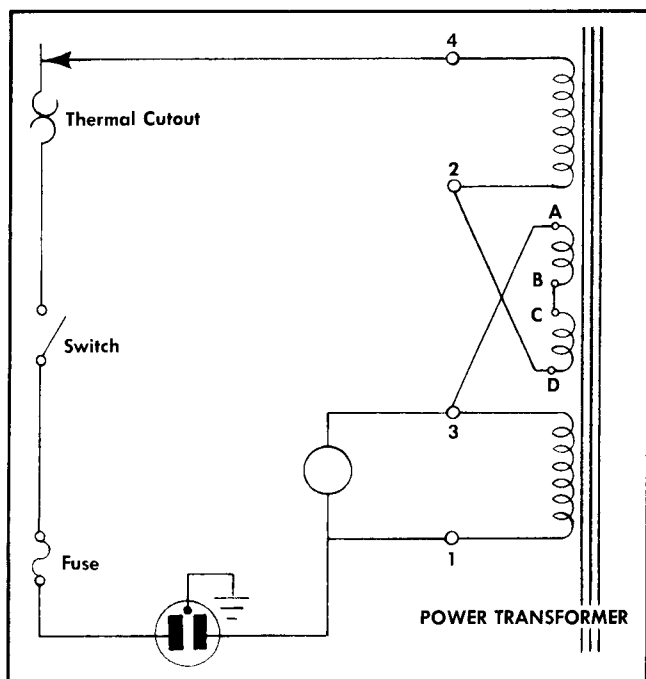 4
Thermal Cutout
2
A
B
C
Switch
D
3
Fuse
1
POWER TRANSFORMER